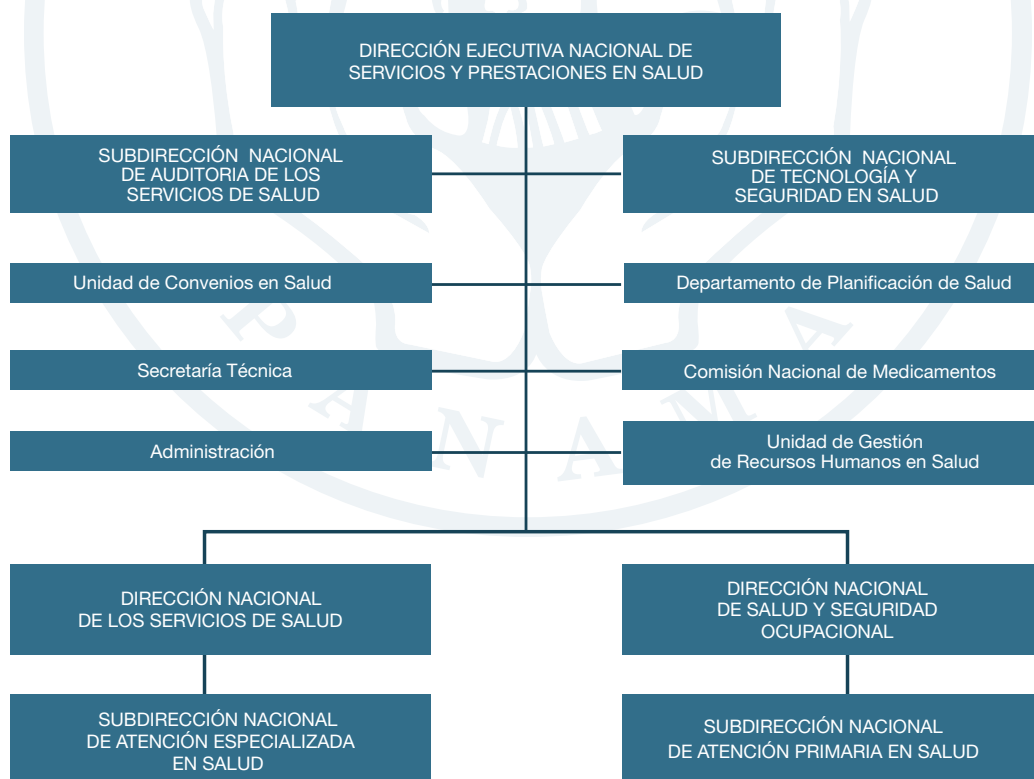 DIRECCIÓN EJECUTIVA NACIONAL DE
SERVICIOS Y PRESTACIONES EN SALUD
SUBDIRECCIÓN NACIONAL
DE AUDITORIA DE LOS
SERVICIOS DE SALUD
SUBDIRECCIÓN NACIONAL
DE TECNOLOGÍA Y
SEGURIDAD EN SALUD
Unidad de Convenios en Salud
Departamento de Planificación de Salud
Secretaría Técnica
Comisión Nacional de Medicamentos
Administración
Unidad de Gestión
de Recursos Humanos en Salud
PANAMA
DIRECCIÓN NACIONAL
DE LOS SERVICIOS DE SALUD
DIRECCIÓN NACIONAL
DE SALUD Y SEGURIDAD
OCUPACIONAL
SUBDIRECCIÓN NACIONAL
DE ATENCIÓN ESPECIALIZADA
EN SALUD
SUBDIRECCIÓN NACIONAL
DE ATENCIÓN PRIMARIA EN SALUD